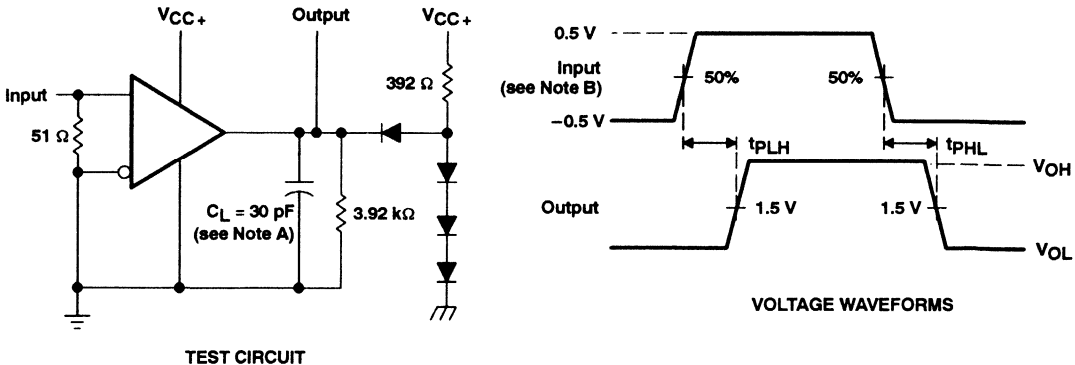 VCC+
Output
VCC+
392 Ω
Input
51 Ω
CL = 30 pF
(see Note A)
3.92 kΩ
TEST CIRCUIT
0.5 V
Input
(see Note B)
50%
50%
−0.5 V
tPLH
tPHL
VOH
Output
1.5 V
1.5 V
VOL
VOLTAGE WAVEFORMS